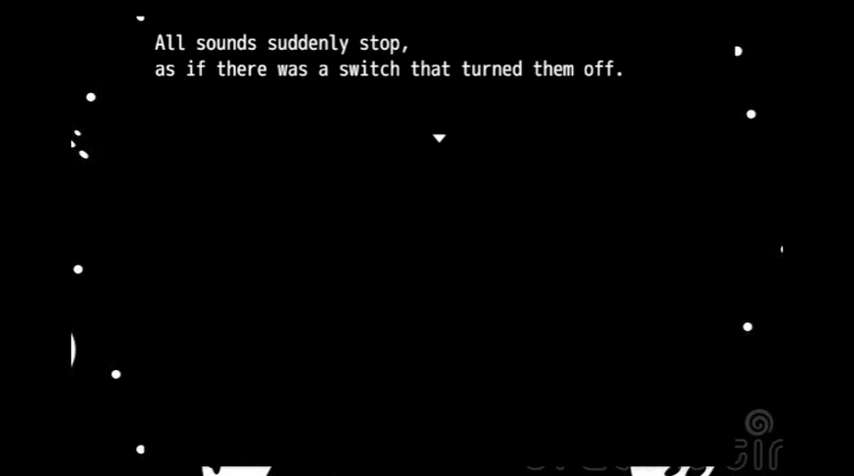 All sounds suddenly stop,
as if there was a switch that turned them off.